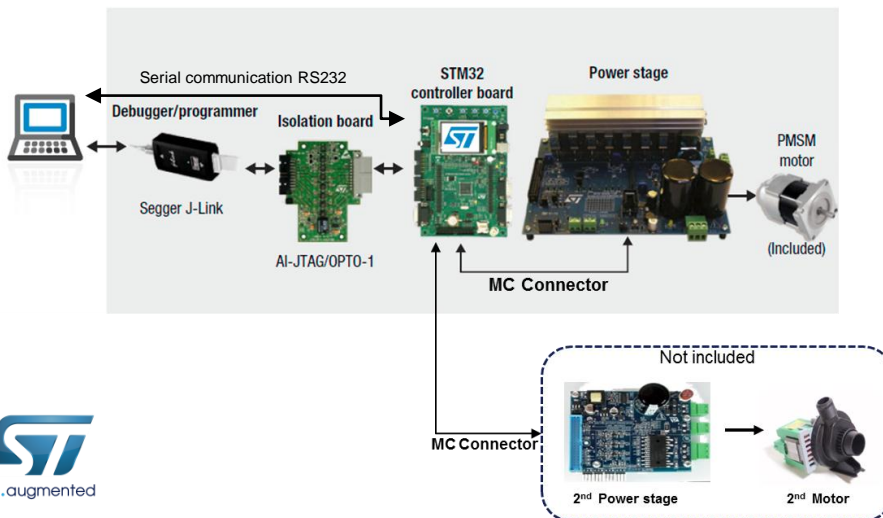 Serial communication RS232
STM32
controller board
Power stage
Debugger/programmer
Isolation board
PMSM
motor
Segger J-Link
AI-JTAG/OPTO-1
(Included)
MC Connector
Not included
MC Connector
2nd Power stage
2nd Motor
ST
.augmented